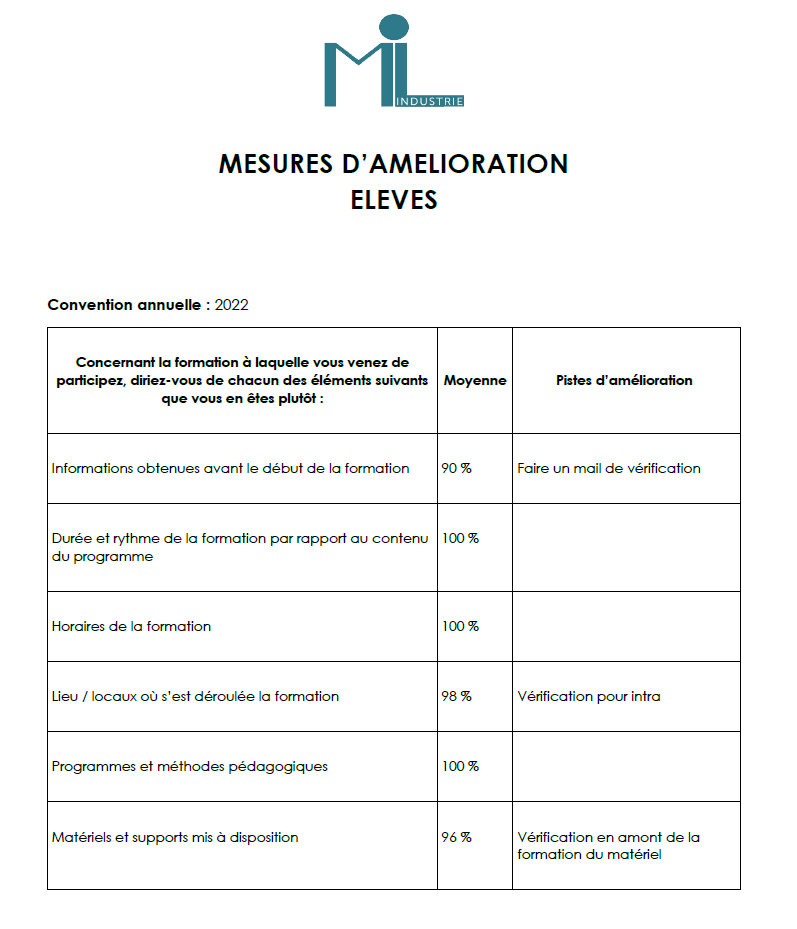 MIL
INDUSTRIE
MESURES D'AMELIORATION
ELEVES
Convention annuelle : 2022
Concernant la formation à laquelle vous venez de
participez, diriez-vous de chacun des éléments suivants
que vous en êtes plutôt :
Moyenne
Pistes d'amélioration
Informations obtenues avant le début de la formation
90 %
Faire un mail de vérification
Durée et rythme de la formation par rapport au contenu
du programme
100 %
Horaires de la formation
100 %
Lieu / locaux où s'est déroulée la formation
98 %
Vérification pour intra
Programmes et méthodes pédagogiques
100 %
Matériels et supports mis à disposition
96 %
Vérification en amont de la
formation du matériel